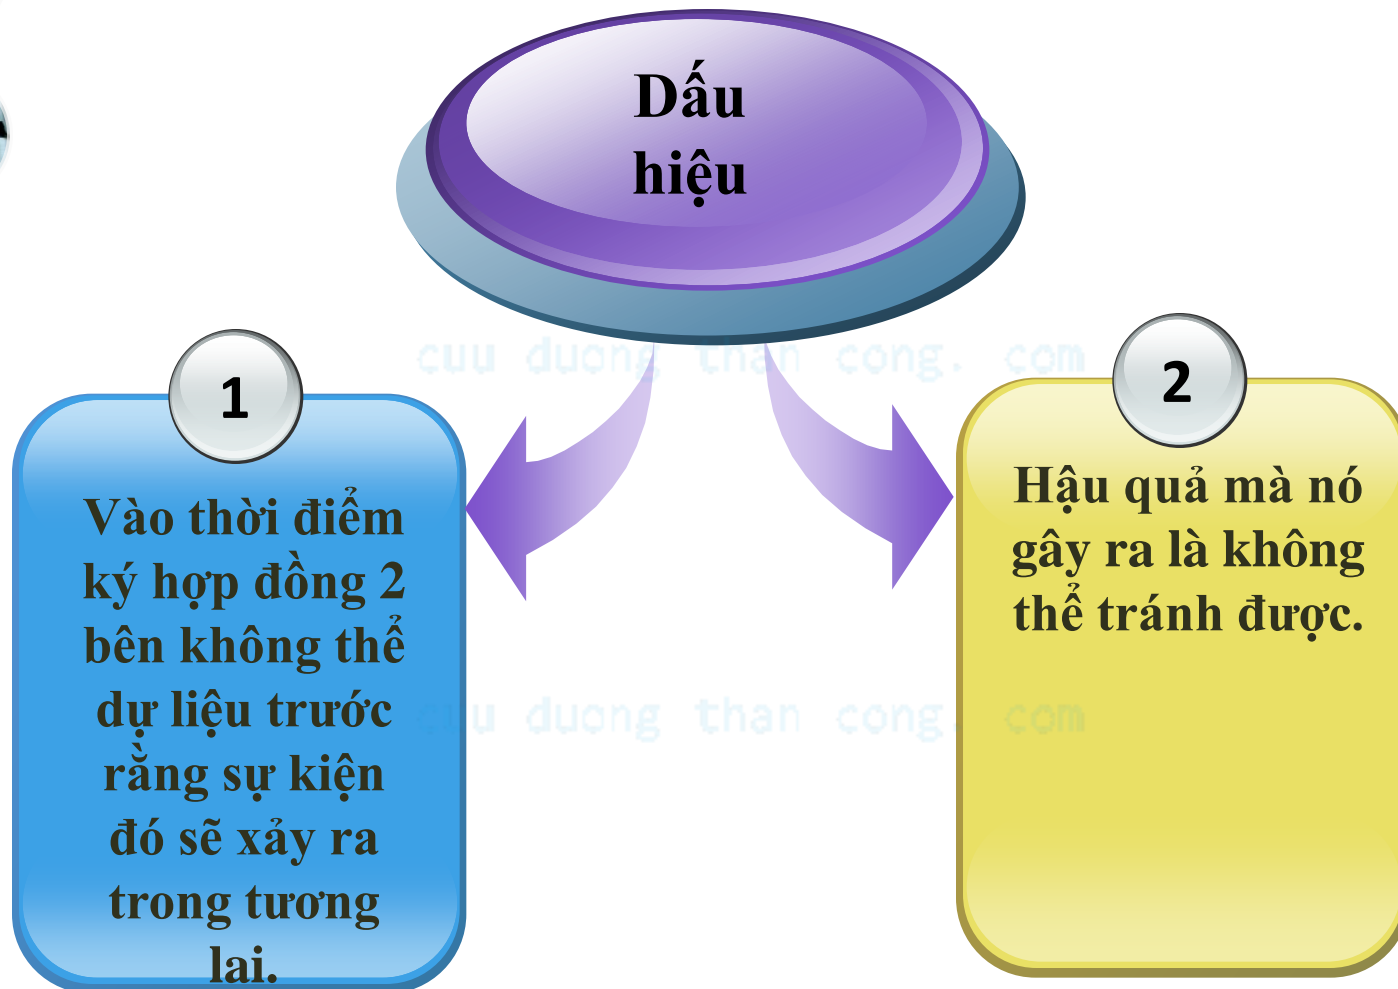 Dấu
hiệu
1
Vào thời điểm
ký hợp đồng 2
bên không thể
dự liệu trước
rằng sự kiện
đó sẽ xảy ra
trong tương
lai.
2
Hậu quả mà nó
gây ra là không
thể tránh được.
cuu duong than cong. com
cuu duong than cong. com